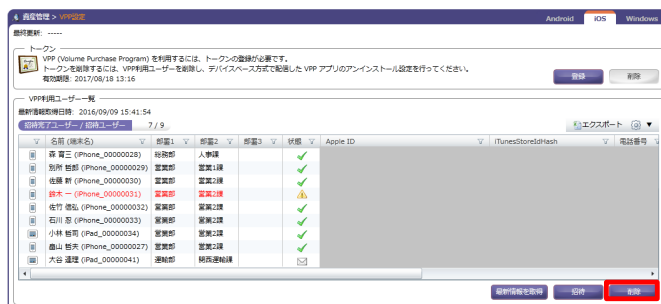 資産管理 > VPP設定
Android iOS Windows
最終更新: -----
トークン
VPP (Volume Purchase Program) を利用するには、トークンの登録が必要です。
トークンを削除するには、VPP利用ユーザーを削除し、デバイスベース方式で配信した VPP アプリのアンインストール設定を行ってください。
有効期限: 2017/08/18 13:16
登録 削除
VPP利用ユーザー一覧
最新情報取得日時: 2016/09/09 15:41:54
招待完了ユーザー / 招待ユーザー 7 / 9
エクスポート
名前 (端末名) 部署1 部署2 部署3 状態 Apple ID iTunesStoreIdHash 電話番号
森 育三 (iPhone_00000028) 総務部 人事課
別所 哲郎 (iPhone_00000029) 営業部 営業1課
佐藤 新 (iPhone_00000030) 営業部 営業2課
鈴木 一 (iPhone_00000031) 営業部 営業2課
佐竹 信弘 (iPhone_00000032) 営業部 営業2課
石川 忍 (iPhone_00000033) 営業部 営業2課
小林 哲司 (iPad_00000034) 営業部 営業2課
畠山 哲夫 (iPhone_00000027) 営業部 営業2課
大谷 道理 (iPad_00000041) 運輸部 関西運輸課
最新情報を取得 招待 削除